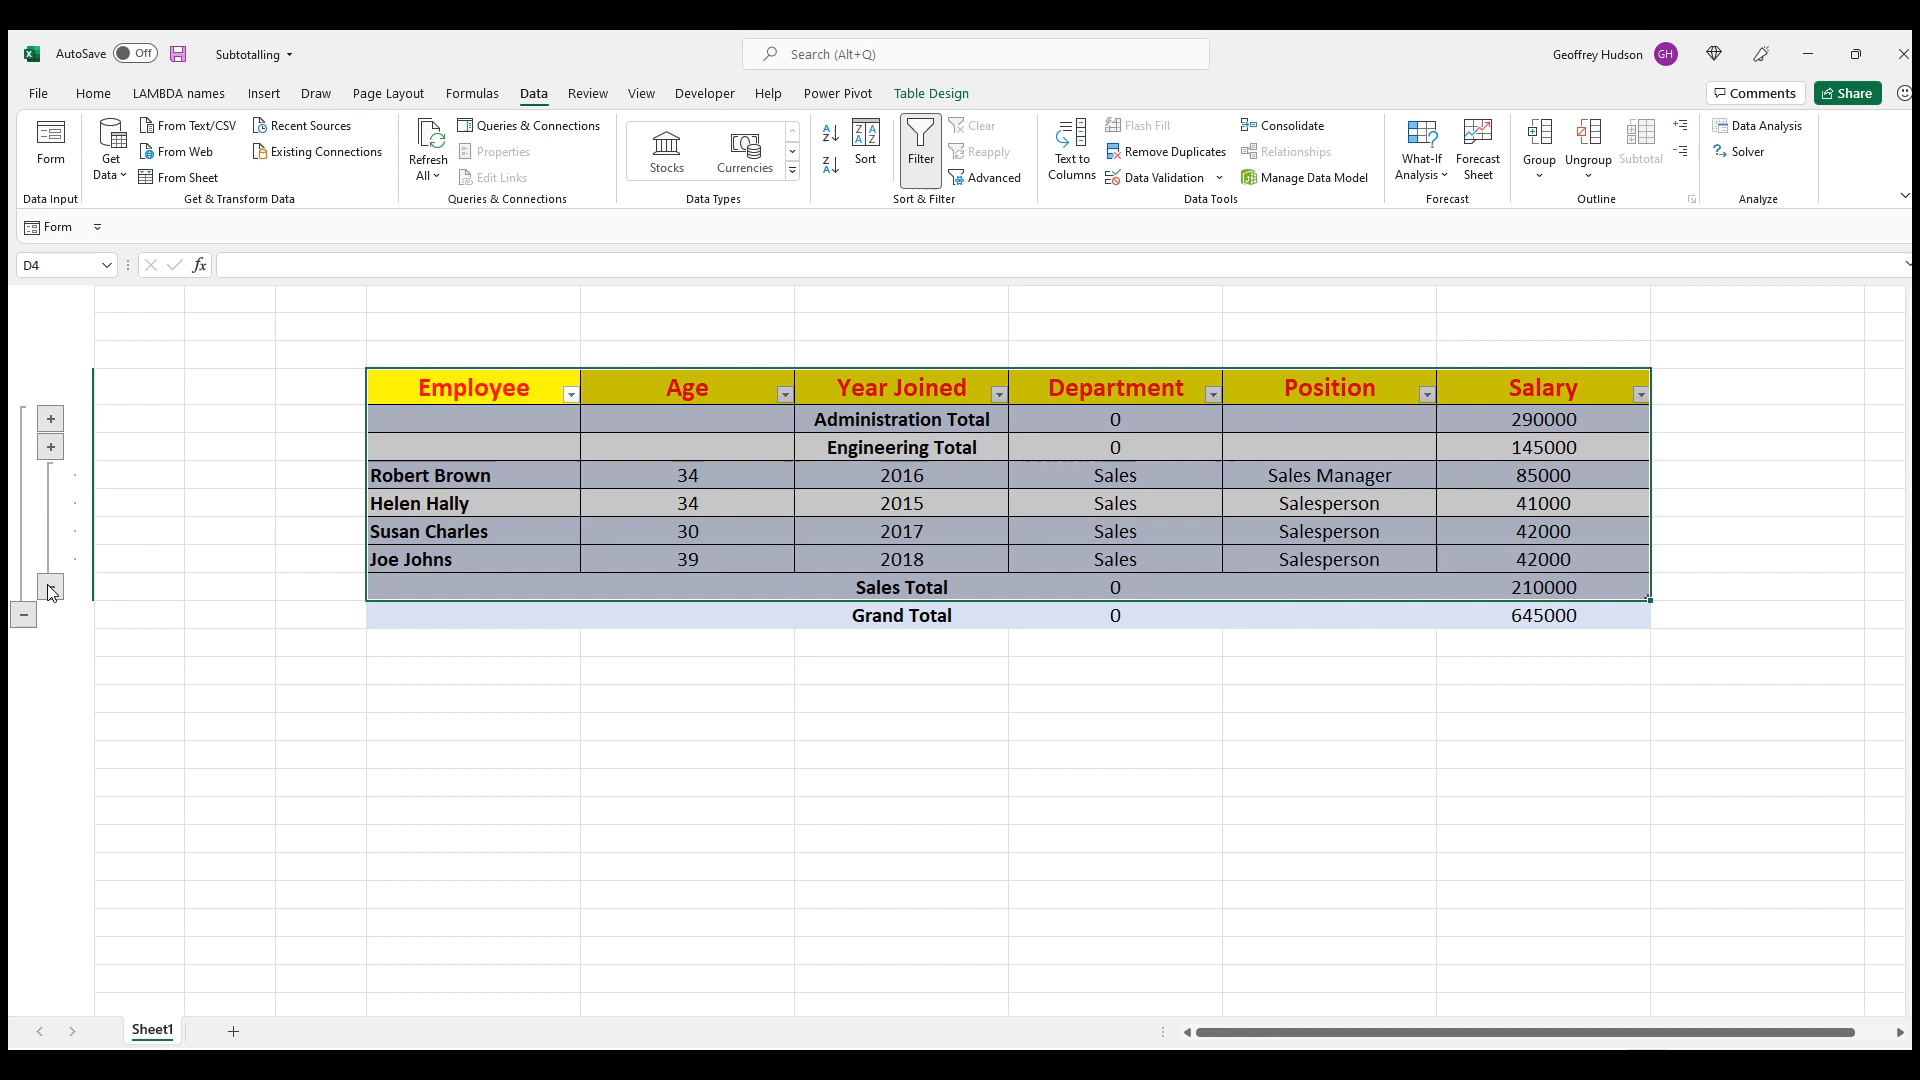 AutoSave Off Subtotalling Search (Alt+Q) Geoffrey Hudson GH
File Home LAMBDA names Insert Draw Page Layout Formulas Data Review View Developer Help Power Pivot Table Design Comments Share
Form
Data Input
Get Data
From Text/CSV
From Web
From Sheet
Recent Sources
Existing Connections
Get & Transform Data
Refresh All
Queries & Connections
Properties
Edit Links
Queries & Connections
Stocks
Currencies
Data Types
Sort
Filter
Clear
Reapply
Advanced
Sort & Filter
Text to Columns
Flash Fill
Remove Duplicates
Data Validation
Consolidate
Relationships
Manage Data Model
Data Tools
What-If Analysis
Forecast Sheet
Forecast
Group
Ungroup
Subtotal
Outline
Data Analysis
Solver
Analyze
Form
D4 fx
Employee Age Year Joined Department Position Salary
Administration Total 0 290000
Engineering Total 0 145000
Robert Brown 34 2016 Sales Sales Manager 85000
Helen Hally 34 2015 Sales Salesperson 41000
Susan Charles 30 2017 Sales Salesperson 42000
Joe Johns 39 2018 Sales Salesperson 42000
Sales Total 0 210000
Grand Total 0 645000
Sheet1